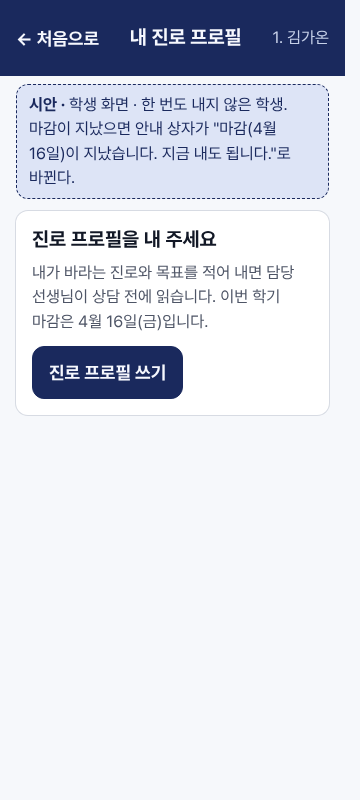 ← 처음으로
내 진로 프로필
1. 김가온
시안 · 학생 화면 · 한 번도 내지 않은 학생.
마감이 지났으면 안내 상자가 "마감(4월
16일)이 지났습니다. 지금 내도 됩니다."로
바뀐다.
진로 프로필을 내 주세요
내가 바라는 진로와 목표를 적어 내면 담당
선생님이 상담 전에 읽습니다. 이번 학기
마감은 4월 16일(금)입니다.
진로 프로필 쓰기